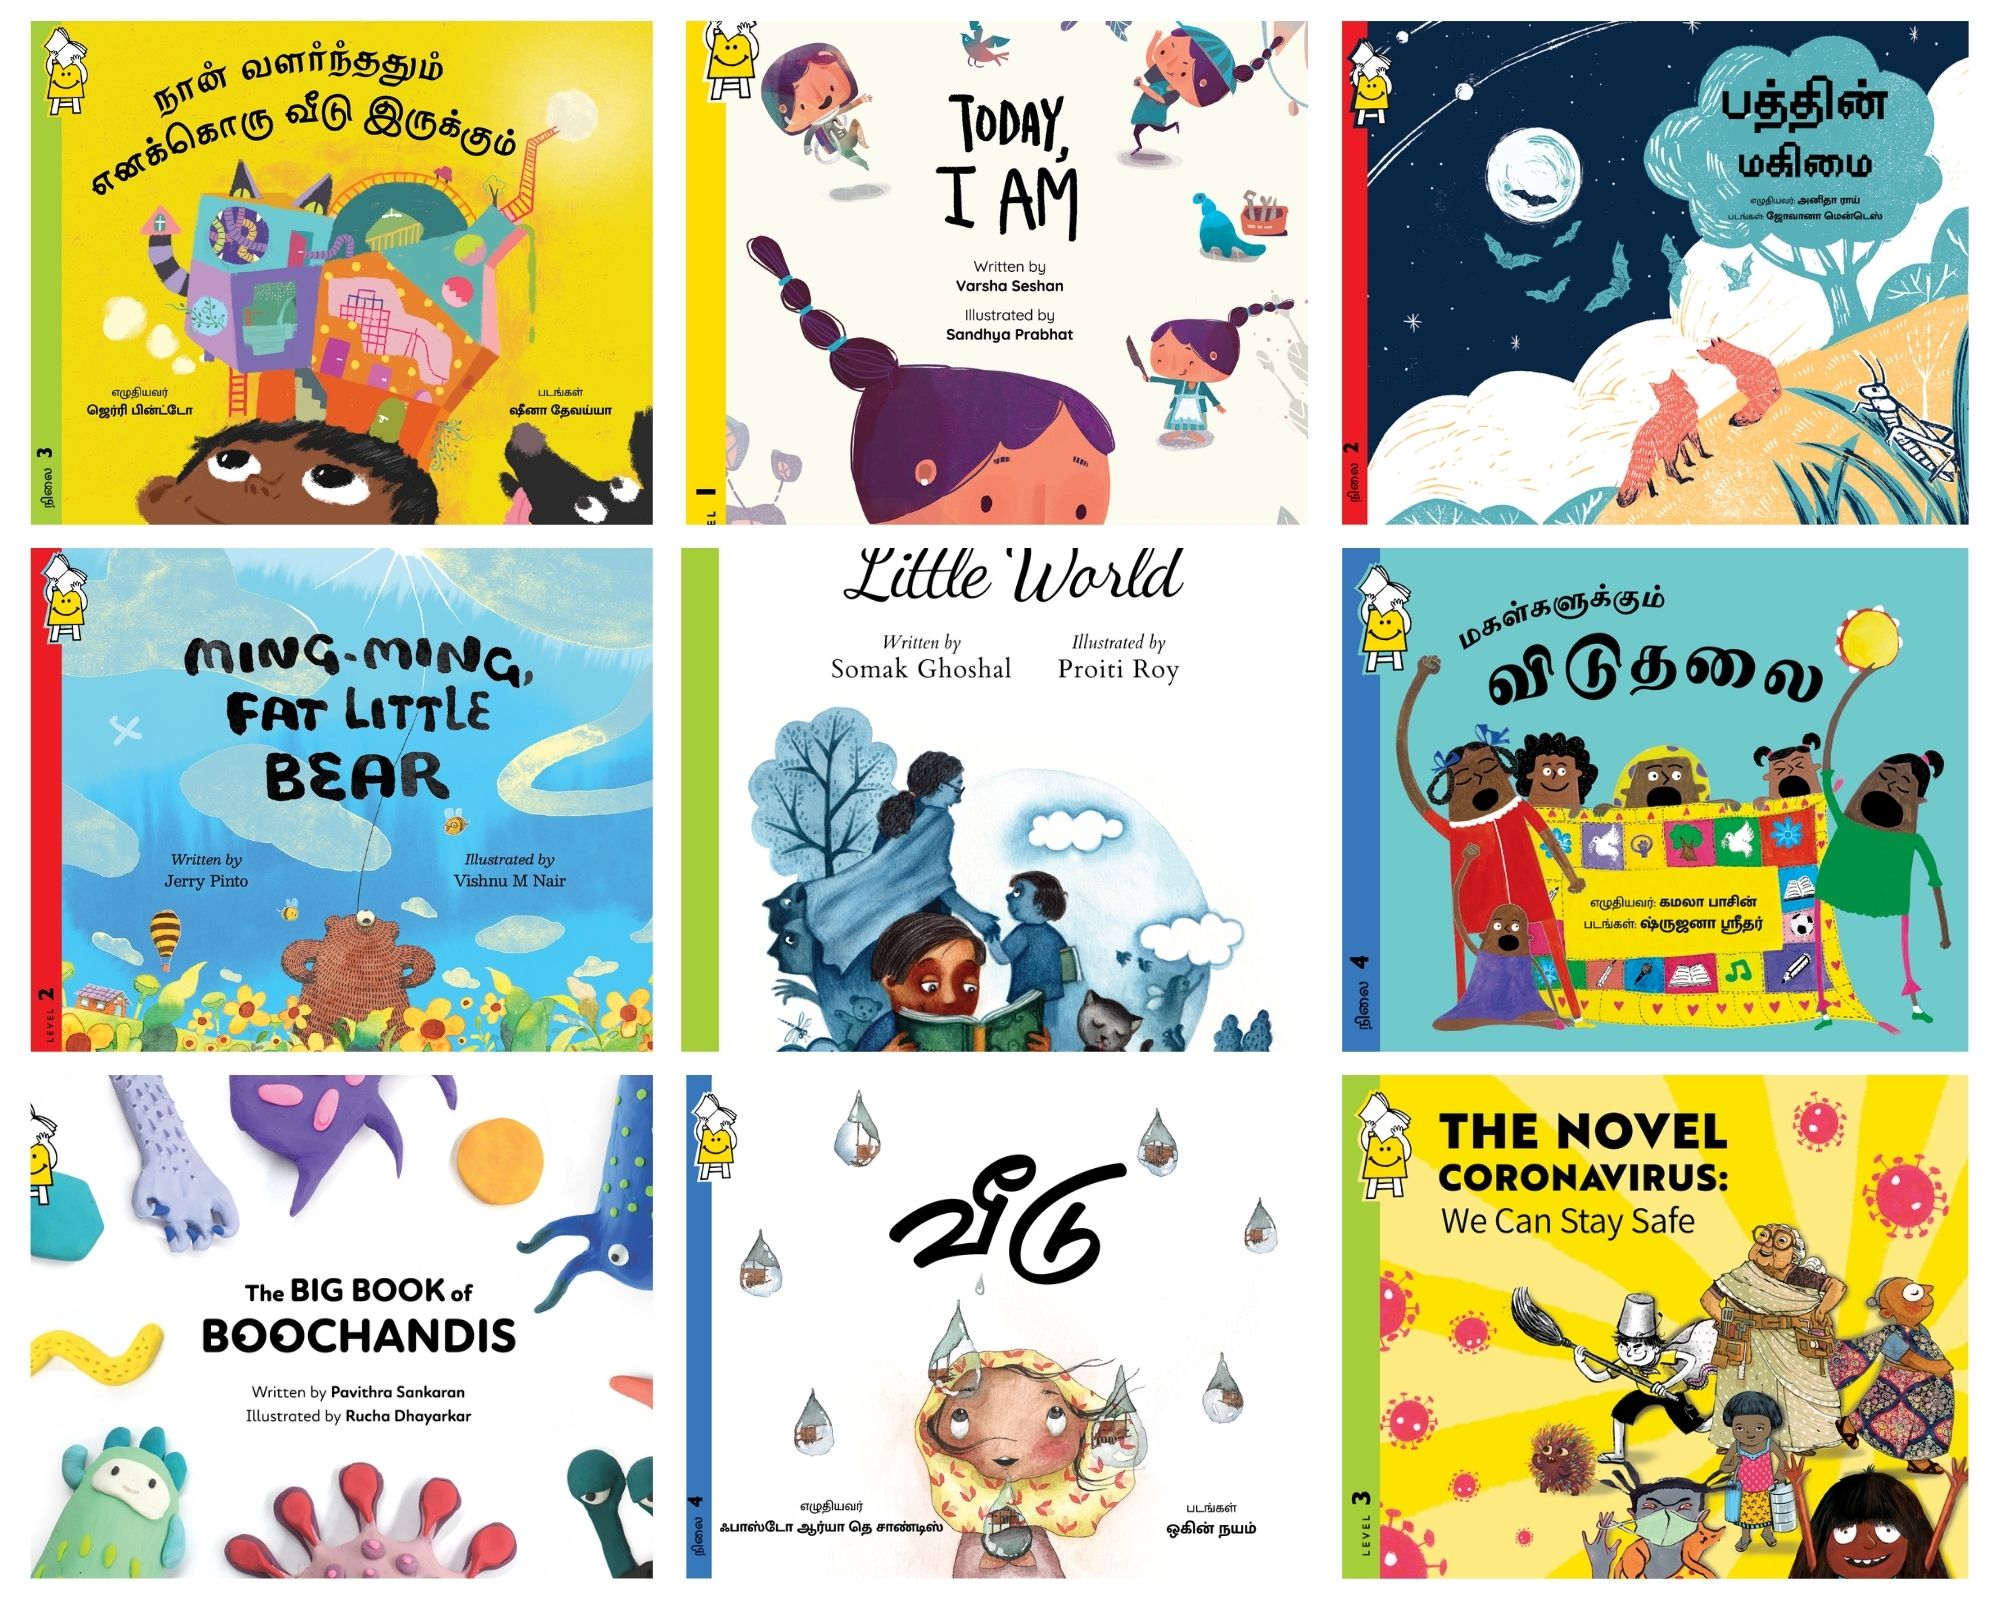 நான் வளர்ந்ததும்
எனக்கொரு வீடு இருக்கும்
எழுதியவர்
ஜெர்ரி பின்ட்டோ
படங்கள்
ஷீனா தேவய்யா
நிலை 3
TODAY,
I AM
Written by
Varsha Seshan
Illustrated by
Sandhya Prabhat
EL 1
பத்தின்
மகிமை
எழுதியவர்: அனிதா ராய்
படங்கள்: ஜோவானா மென்டெஸ்
நிலை 2
MING-MING,
FAT LITTLE
BEAR
Written by
Jerry Pinto
Illustrated by
Vishnu M Nair
LEVEL 2
Little World
Written by
Somak Ghoshal
Illustrated by
Proiti Roy
மகள்களுக்கும்
விடுதலை
எழுதியவர்: கமலா பாசின்
படங்கள்: ஷ்ருஜனா ஸ்ரீதர்
நிலை 4
The BIG BOOK of
BOOCHANDIS
Written by Pavithra Sankaran
Illustrated by Rucha Dhayarkar
வீடு
எழுதியவர்
ஃபாஸ்டோ ஆர்யா தெ சாண்டிஸ்
படங்கள்
ஒகின் நயம்
நிலை 4
THE NOVEL
CORONAVIRUS:
We Can Stay Safe
LEVEL 3